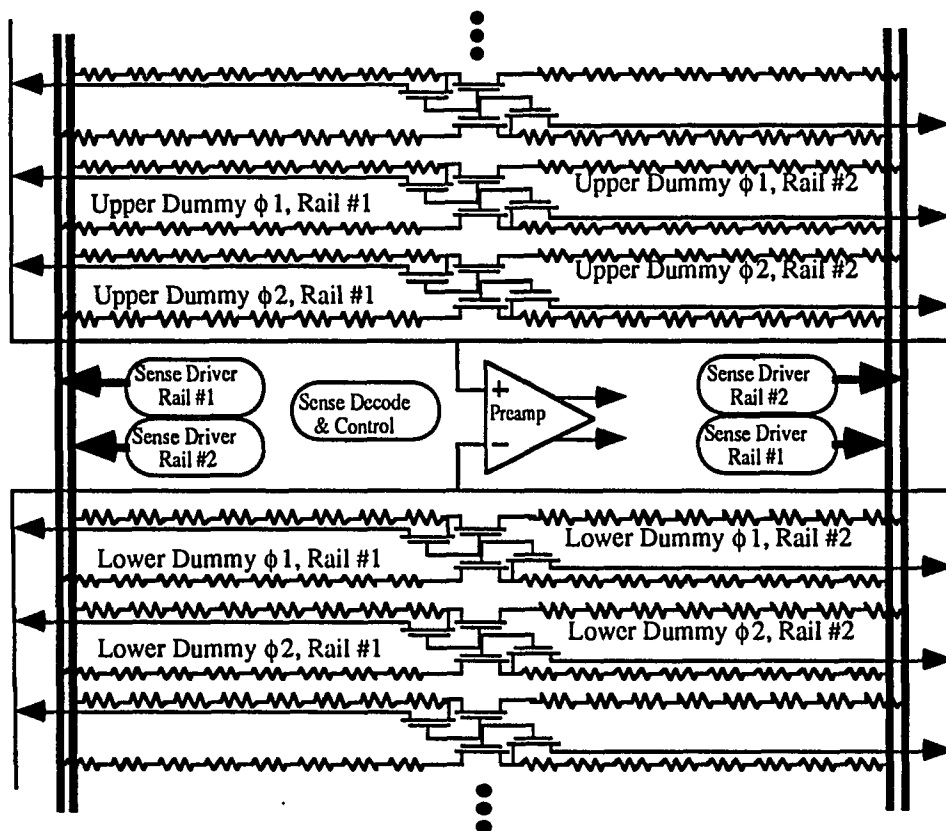 Upper Dummy ϕ1, Rail #1
Upper Dummy ϕ1, Rail #2
Upper Dummy ϕ2, Rail #1
Upper Dummy ϕ2, Rail #2
Sense Driver
Rail #1
Sense Driver
Rail #2
Sense Decode
& Control
+
Preamp
−
Sense Driver
Rail #2
Sense Driver
Rail #1
Lower Dummy ϕ1, Rail #1
Lower Dummy ϕ1, Rail #2
Lower Dummy ϕ2, Rail #1
Lower Dummy ϕ2, Rail #2